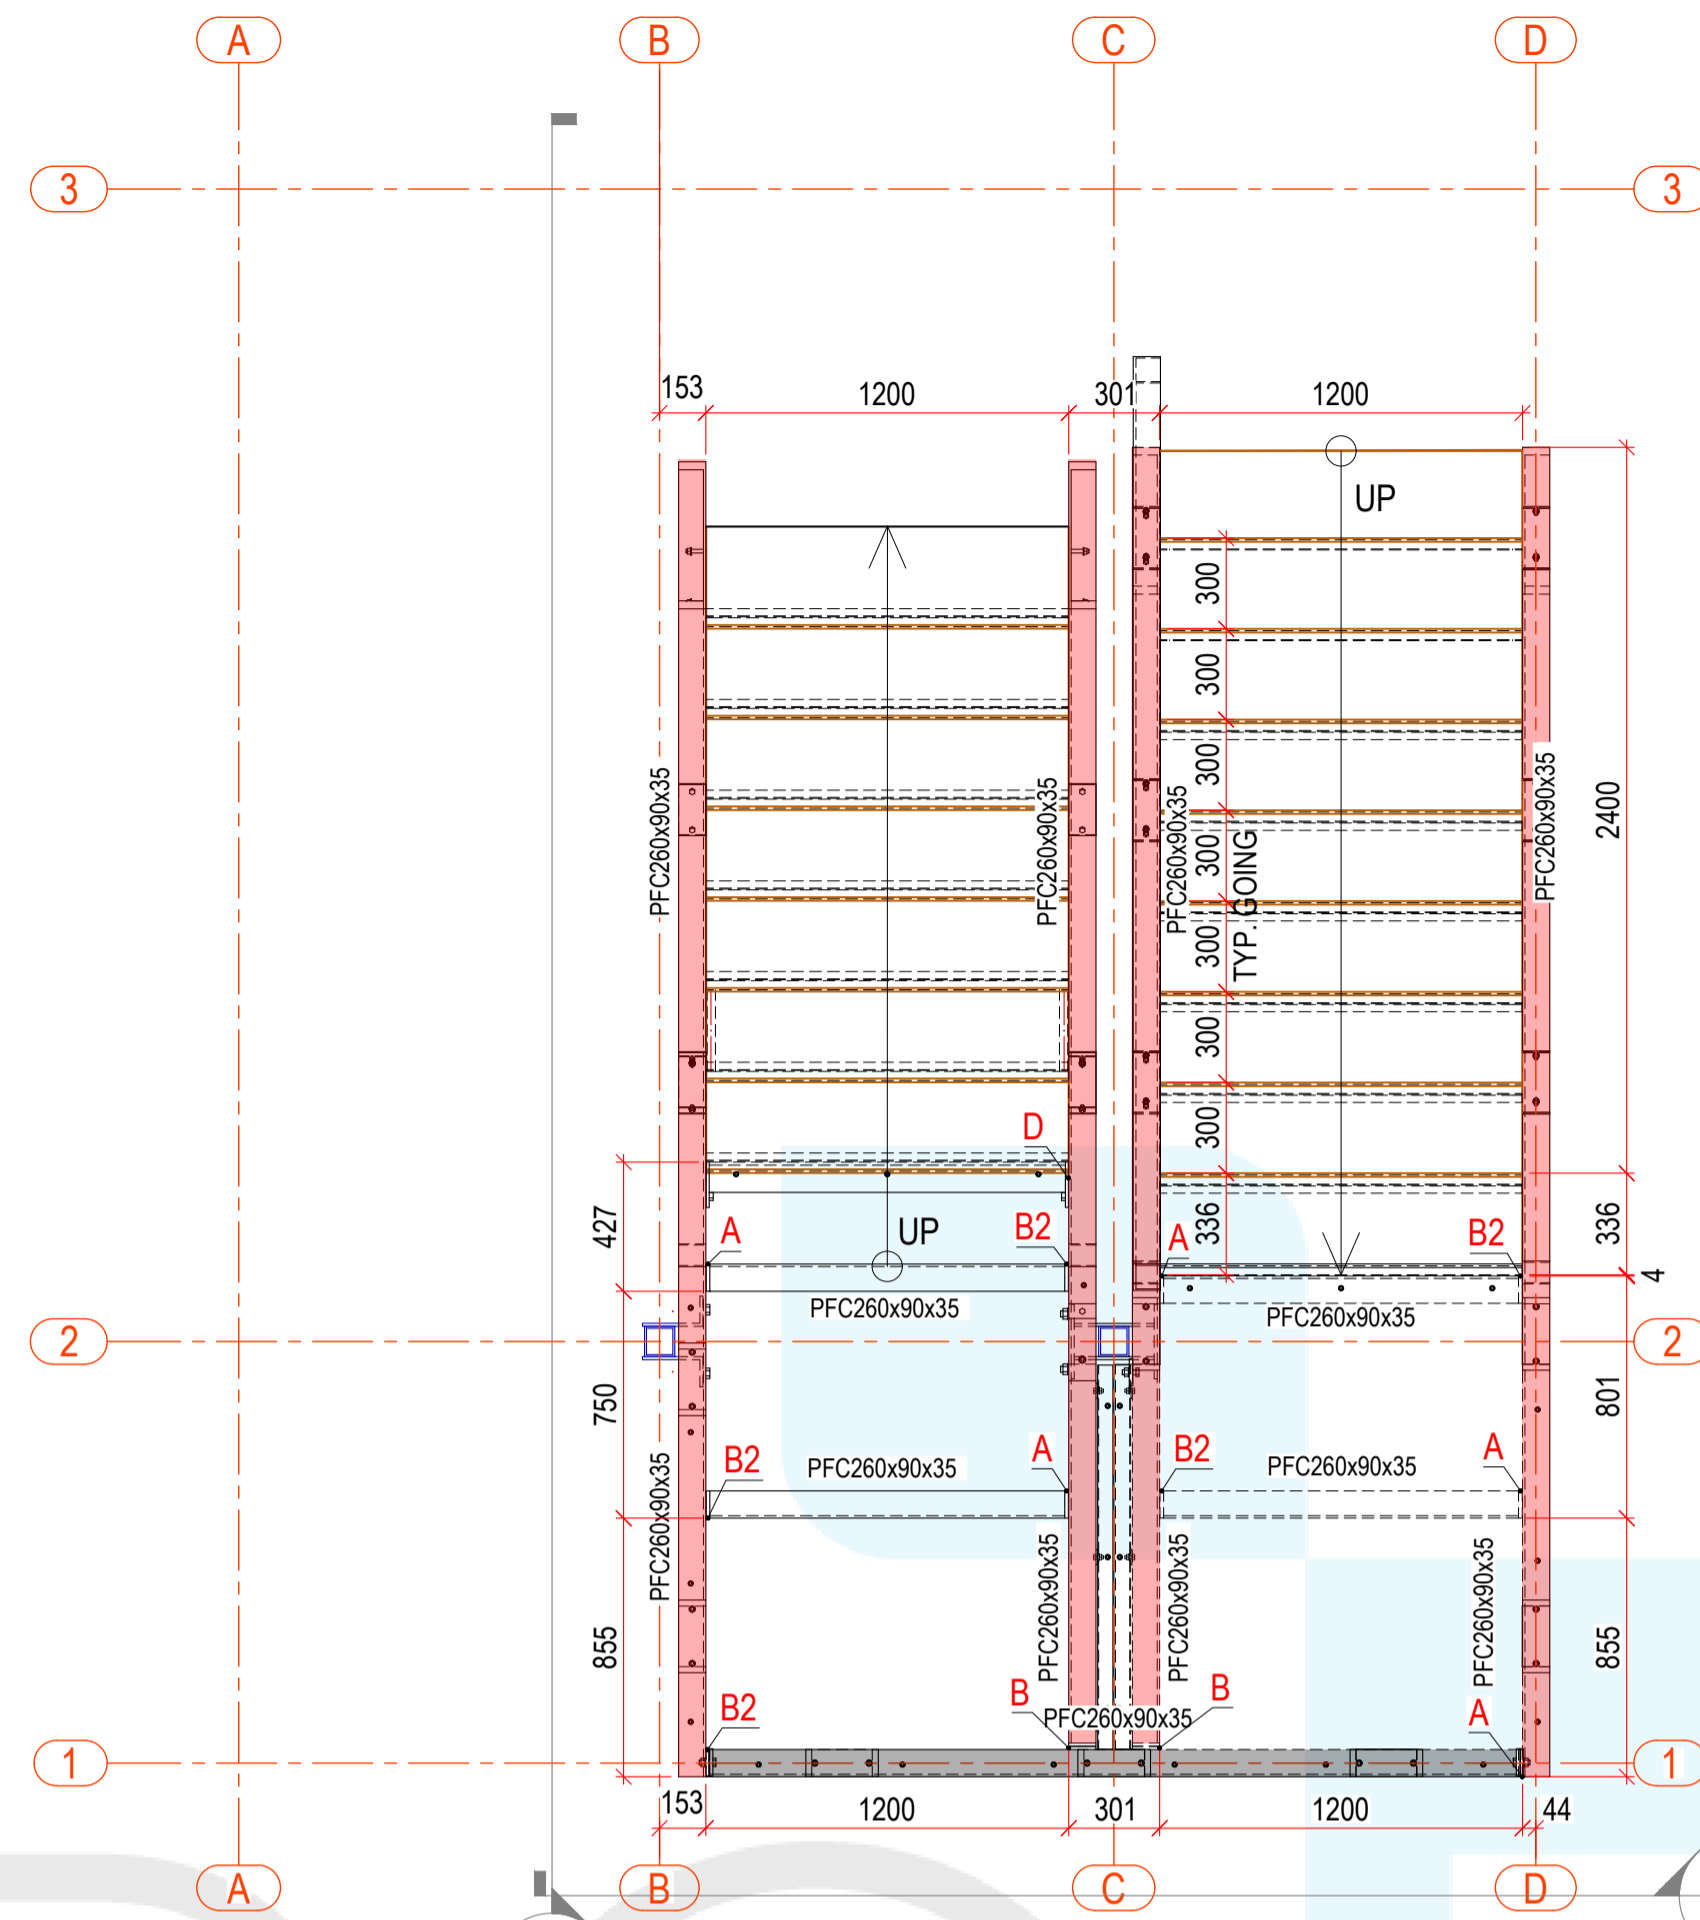 A B C D
3 3
153 1200 301 1200
UP
300
300
300
300
300
300
300
336
TYP. GOING
PFC260x90x35
PFC260x90x35
PFC260x90x35
PFC260x90x35
2400
D
427
UP
A B2 A B2
336
4
PFC260x90x35 PFC260x90x35
2 2
750
801
B2 PFC260x90x35 A B2 PFC260x90x35 A
PFC260x90x35
PFC260x90x35
PFC260x90x35
PFC260x90x35
855
855
B2 B B A
PFC260x90x35
1 1
153 1200 301 1200 44
A B C D